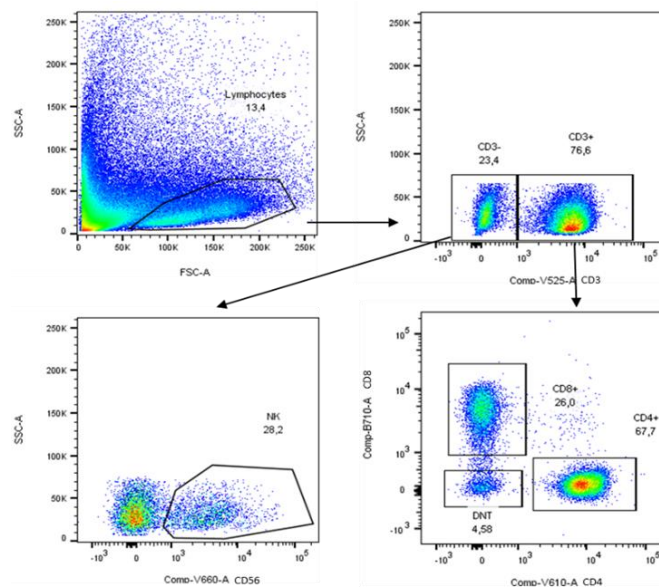 250K
200K
150K
100K
50K
0
SSC-A
Lymphocytes
13,4
0 50K 100K 150K 200K 250K
FSC-A
250K
200K
150K
100K
50K
0
SSC-A
CD3-
23,4
CD3+
76,6
-10³ 10³ 10⁴ 10⁵
Comp-V525-A CD3
250K
200K
150K
100K
50K
0
SSC-A
NK
28,2
-10³ 10³ 10⁴ 10⁵
Comp-V660-A CD56
10⁵
10⁴
10³
0
-10³
Comp-B710-A CD8
CD8+
26,0
CD4+
67,7
DNT
4,58
-10³ 0 10³ 10⁴ 10⁵
Comp-V610-A CD4